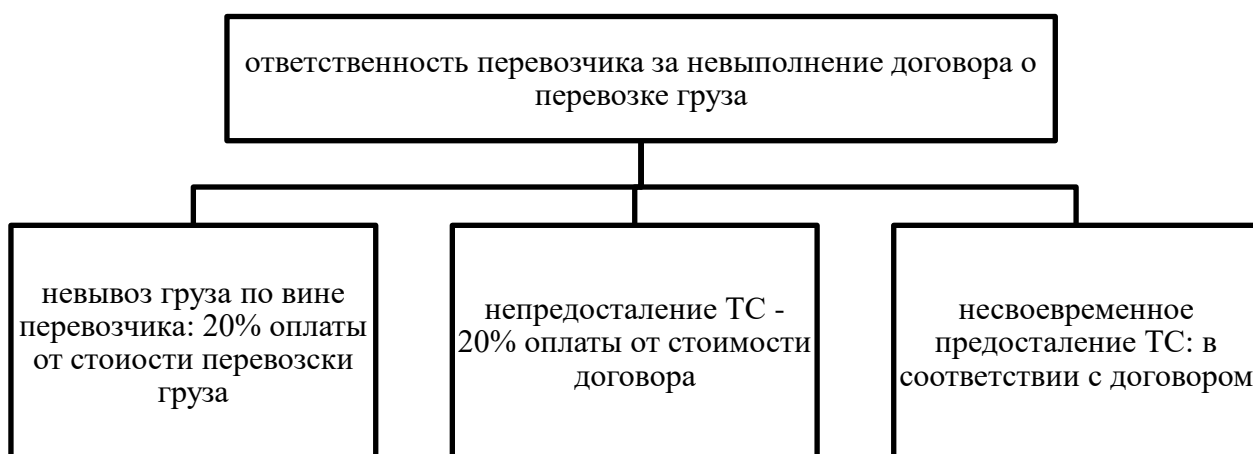 ответственность перевозчика за невыполнение договора о
перевозке груза
невывоз груза по вине
перевозчика: 20% оплаты
от стоиости перевозски
груза
непредосталение ТС -
20% оплаты от стоимости
договора
несвоевременное
предосталение ТС: в
соответствии с договором